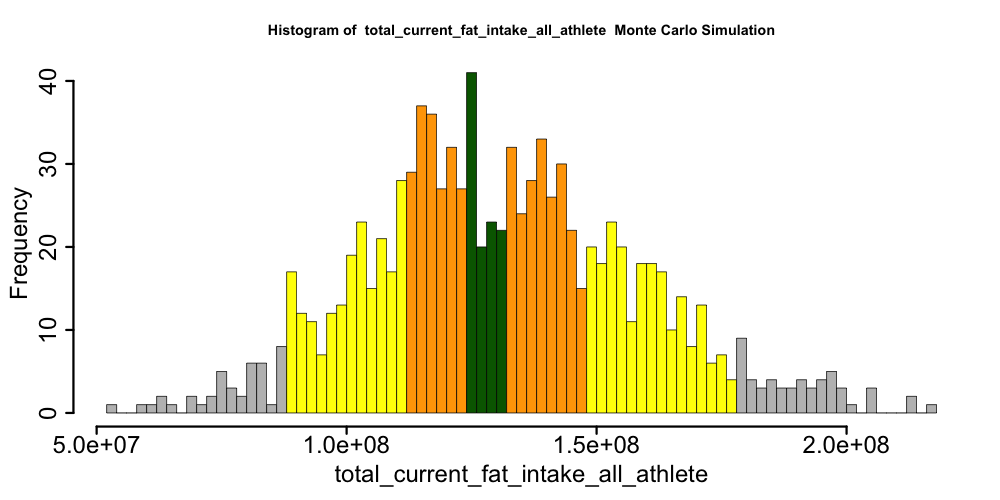 Histogram of  total_current_fat_intake_all_athlete  Monte Carlo Simulation
40
30
20
10
0
Frequency
5.0e+07 1.0e+08 1.5e+08 2.0e+08
total_current_fat_intake_all_athlete